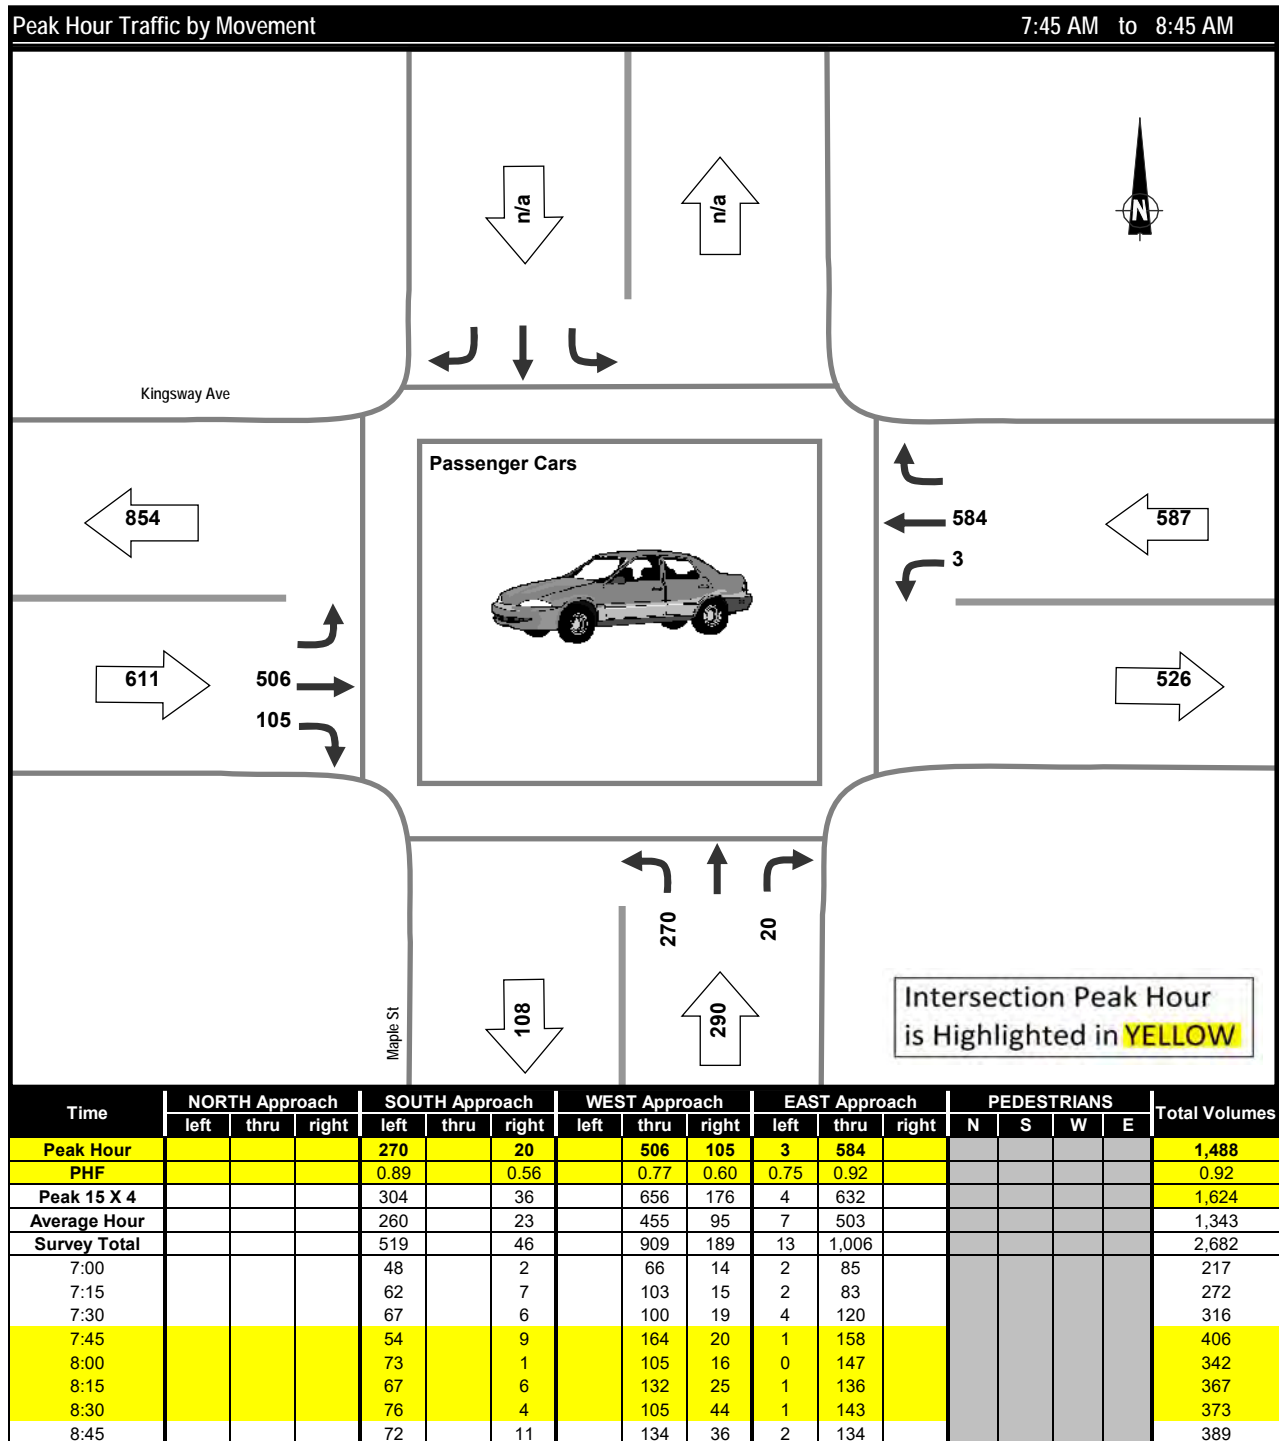 Peak Hour Traffic by Movement 7:45 AM to 8:45 AM
n/a n/a
N
Kingsway Ave
Passenger Cars
854 584 587
3
611 506 526
105
270 20
Maple St 108 290
Intersection Peak Hour
is Highlighted in YELLOW
Time NORTH Approach SOUTH Approach WEST Approach EAST Approach PEDESTRIANS Total Volumes
left thru right left thru right left thru right left thru right N S W E
Peak Hour 270 20 506 105 3 584 1,488
PHF 0.89 0.56 0.77 0.60 0.75 0.92 0.92
Peak 15 X 4 304 36 656 176 4 632 1,624
Average Hour 260 23 455 95 7 503 1,343
Survey Total 519 46 909 189 13 1,006 2,682
7:00 48 2 66 14 2 85 217
7:15 62 7 103 15 2 83 272
7:30 67 6 100 19 4 120 316
7:45 54 9 164 20 1 158 406
8:00 73 1 105 16 0 147 342
8:15 67 6 132 25 1 136 367
8:30 76 4 105 44 1 143 373
8:45 72 11 134 36 2 134 389